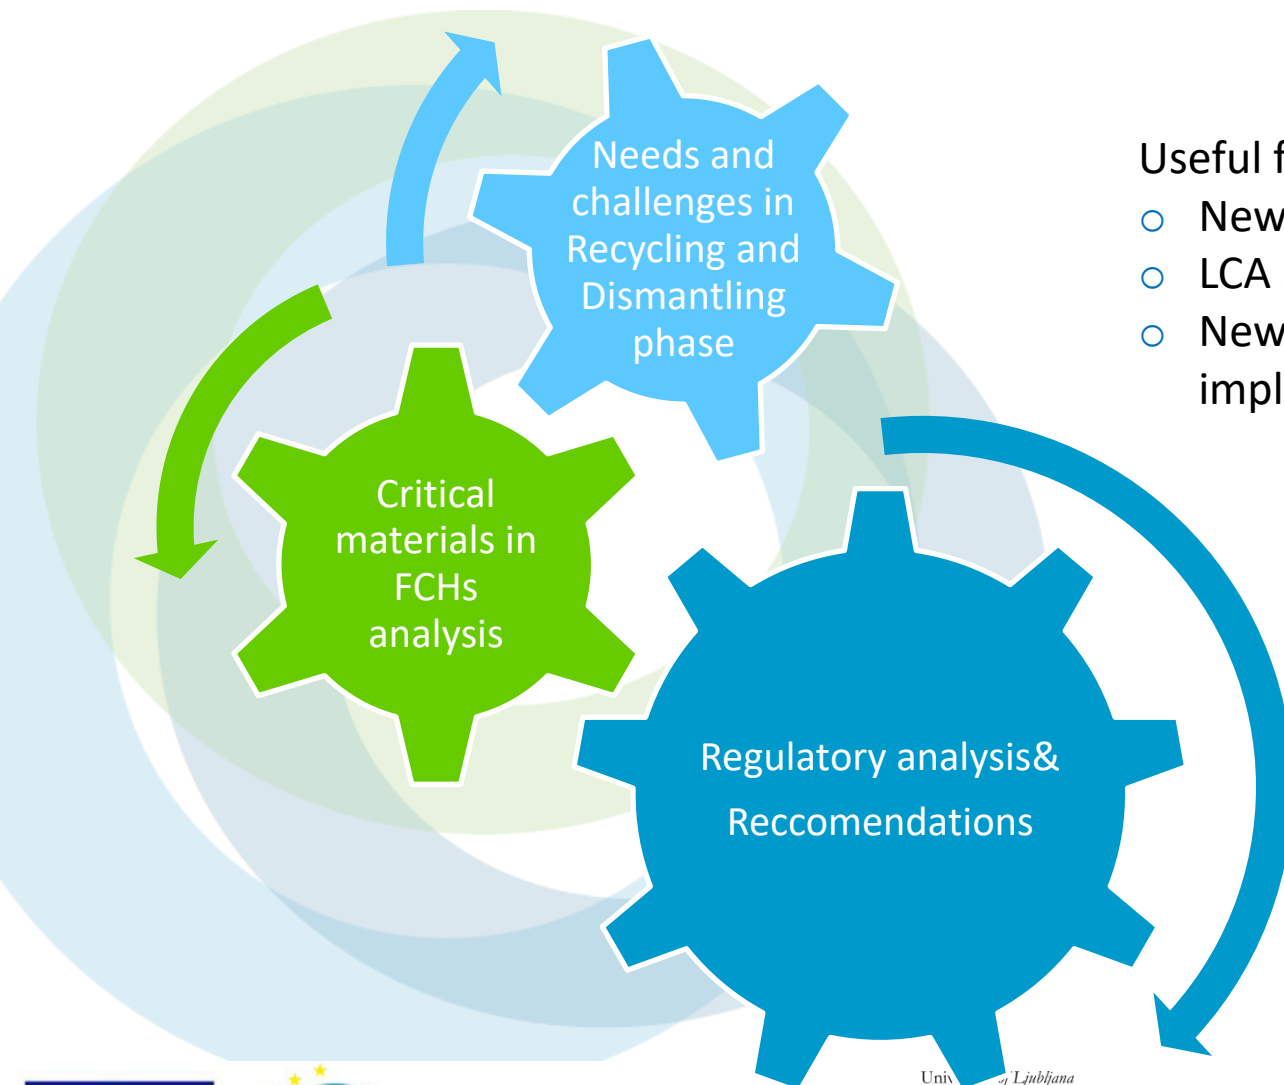 Needs and
challenges in
Recycling and
Dismantling
phase
Useful
New
LCA
New
Critical
materials in
FCHs
analysis
Regulatory analysis&
Reccomendations
Ljubljana